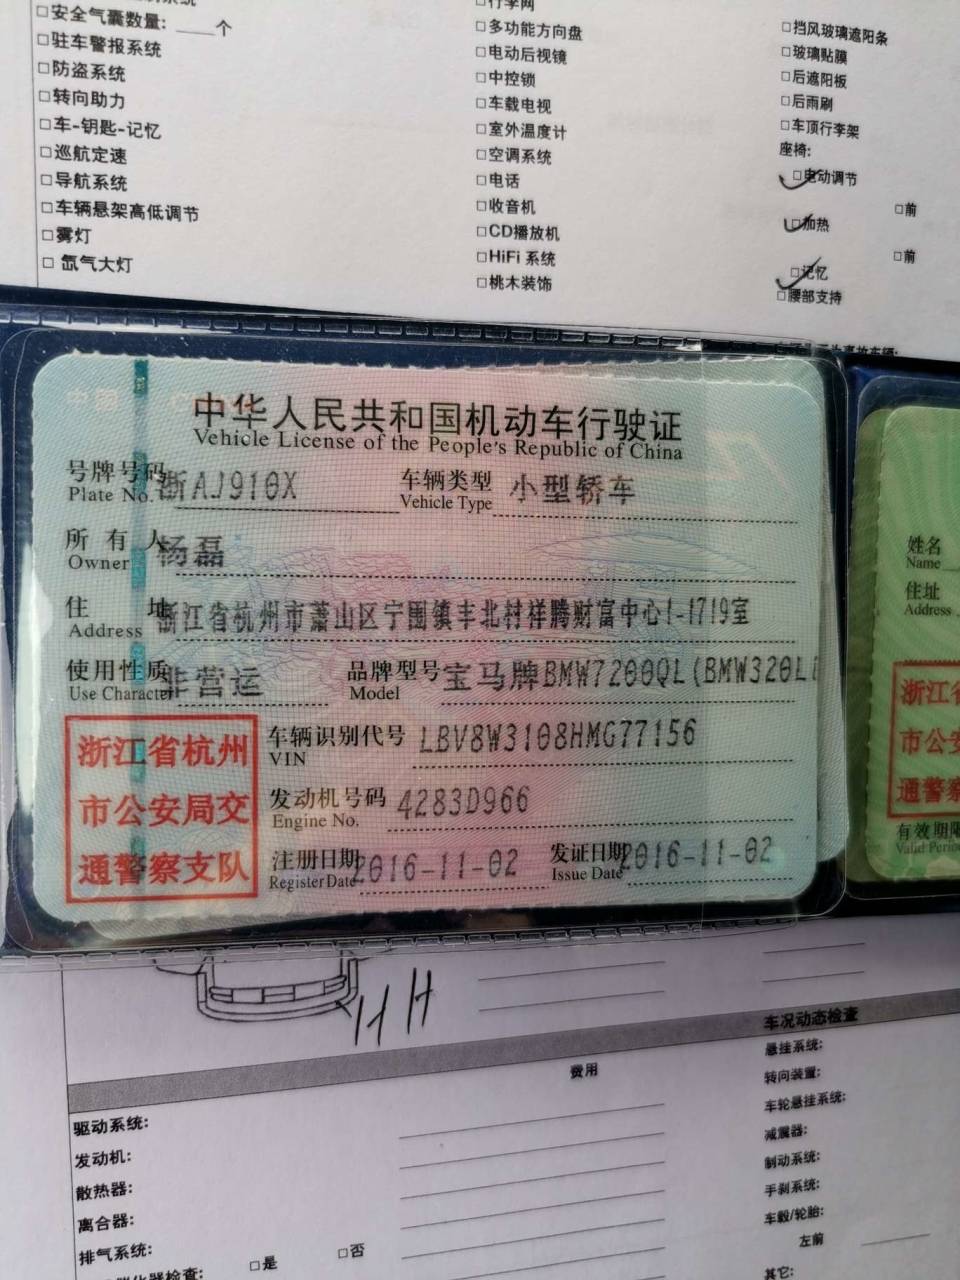 □安全气囊数量: ____个
□驻车警报系统
□防盗系统
□转向助力
□车-钥匙-记忆
□巡航定速
□导航系统
□车辆悬架高低调节
□雾灯
□氙气大灯
□行李网
□多功能方向盘
□电动后视镜
□中控锁
□车载电视
□室外温度计
□空调系统
□电话
□收音机
□CD播放机
□HiFi 系统
□桃木装饰
□挡风玻璃遮阳条
□玻璃贴膜
□后遮阳板
□后雨刷
□车顶行李架
座椅:
□电动调节
□前
□加热
□前
□记忆
□腰部支持
中华人民共和国机动车行驶证
Vehicle License of the People's Republic of China
号牌号码 浙AJ910X 车辆类型 小型轿车
Plate No. Vehicle Type
所有人 杨磊
Owner
住址 浙江省杭州市萧山区宁围镇丰北村祥腾财富中心1-1719室
Address
使用性质 非营运 品牌型号 宝马牌BMW7200QL(BMW320L
Use Character Model
浙江省杭州
市公安局交
通警察支队
车辆识别代号 LBV8W3108HMG77156
VIN
发动机号码 4283D966
Engine No.
注册日期 2016-11-02 发证日期 2016-11-02
Register Date Issue Date
姓名
Name
住址
Address
浙江省
市公安
通警察
有效期限
Valid Period
费用
驱动系统:
发动机:
散热器:
离合器:
排气系统:
□是 □否
车况动态检查
悬挂系统:
转向装置:
车轮悬挂系统:
减震器:
制动系统:
手刹系统:
车毂/轮胎:
左前
其它: